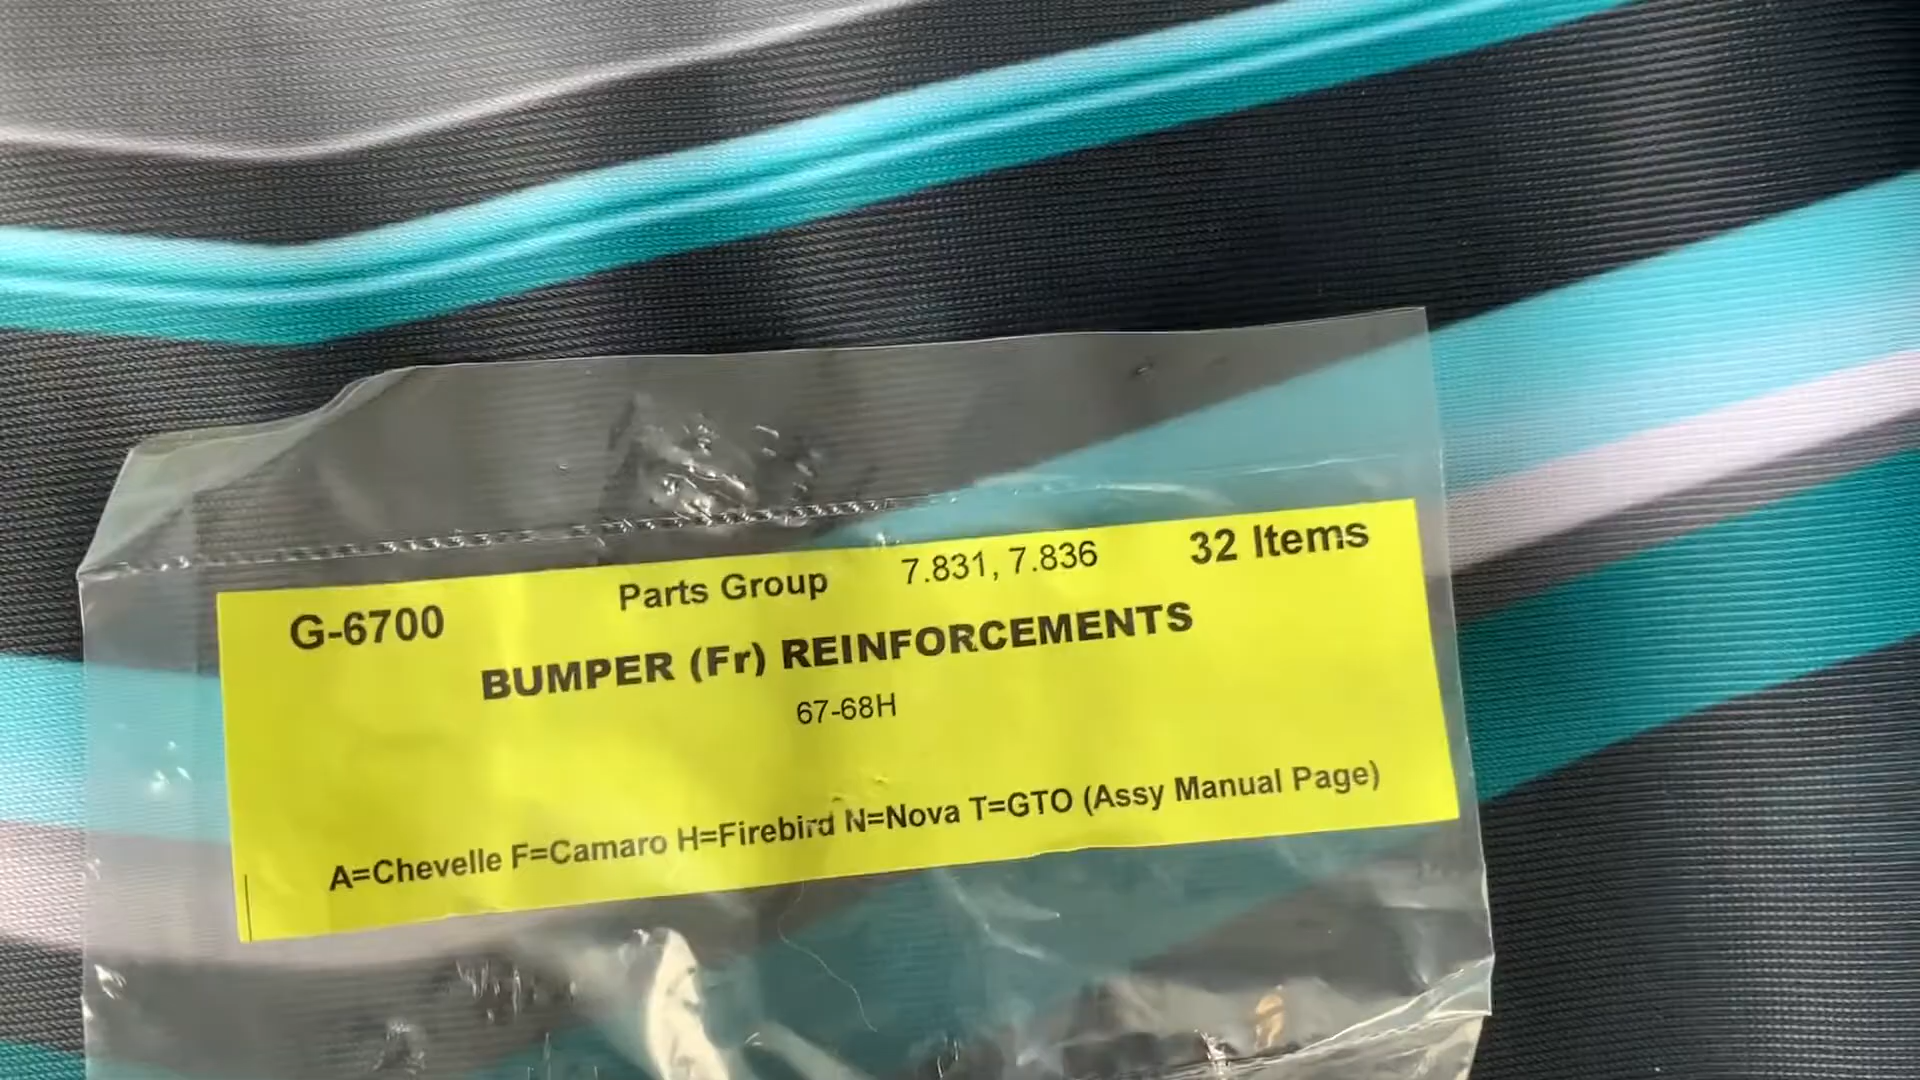 G-6700 Parts Group 7.831, 7.836 32 Items
BUMPER (Fr) REINFORCEMENTS
67-68H
A=Chevelle F=Camaro H=Firebird N=Nova T=GTO (Assy Manual Page)